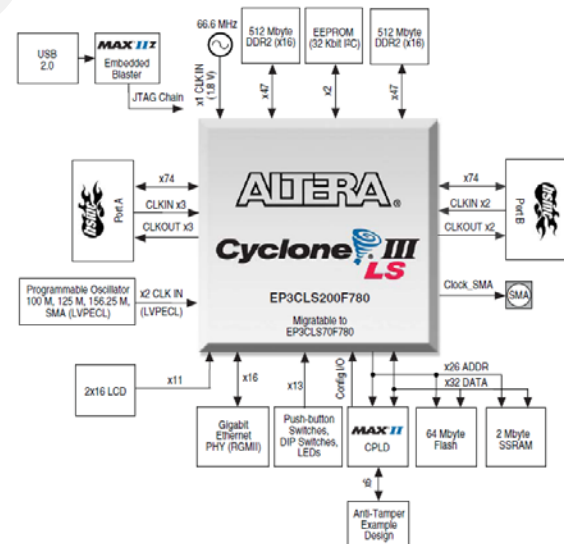 66.6 MHz
USB
2.0
MAX II Z
Embedded
Blaster
JTAG Chain
x1 CLK IN
(1.8 V)
512 Mbyte
DDR2 (x16)
EEPROM
(32 Kbit I²C)
512 Mbyte
DDR2 (x16)
x47
x2
x47
hsmc
Port A
x74
CLKIN x3
CLKOUT x3
ALTERA®
Cyclone® III
LS
EP3CLS200F780
Migratable to
EP3CLS70F780
x74
CLKIN x2
CLKOUT x2
hsmc
Port B
Programmable Oscillator
100 M, 125 M, 156.25 M,
SMA (LVPECL)
x2 CLK IN
(LVPECL)
Clock_SMA
SMA
2x16 LCD
x11
x16
x13
Config I/O
x26 ADDR
x32 DATA
Gigabit
Ethernet
PHY (RGMII)
Push-button
Switches,
DIP Switches,
LEDs
MAX II
CPLD
64 Mbyte
Flash
2 Mbyte
SSRAM
x6
Anti-Tamper
Example
Design